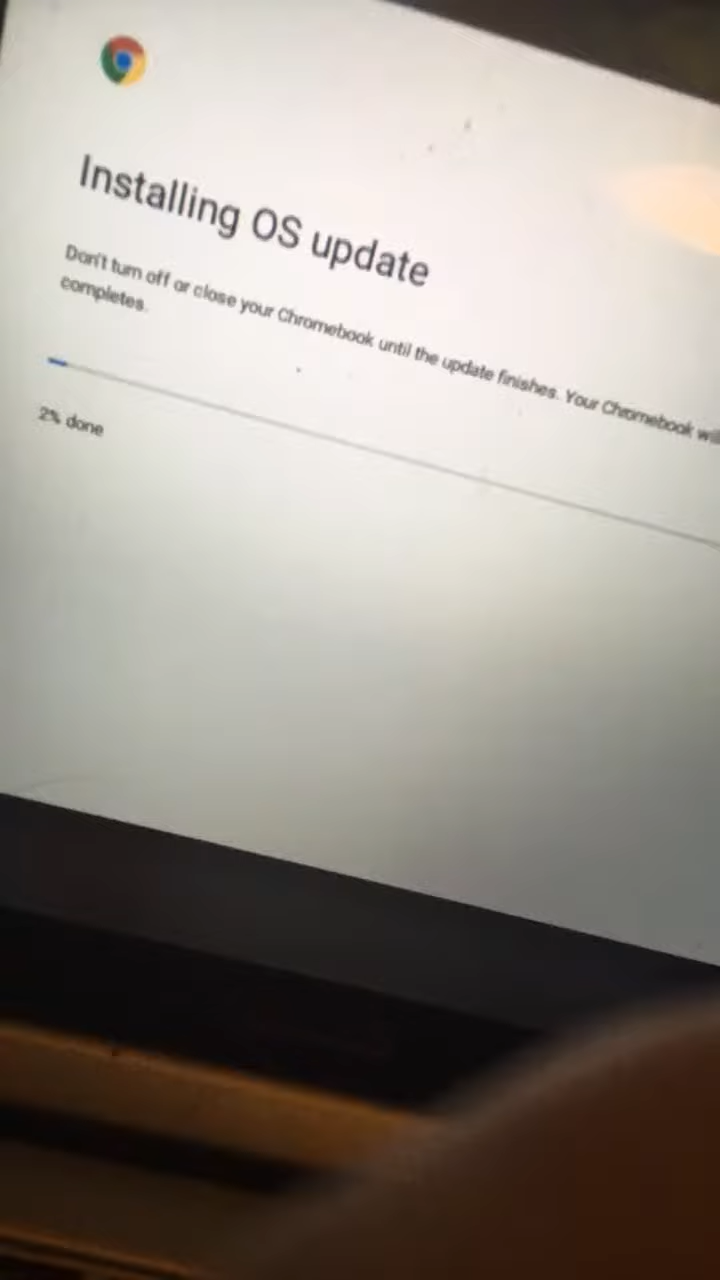 Installing OS update
Don't turn off or close your Chromebook until the update finishes. Your Chromebook will
completes.
2% done